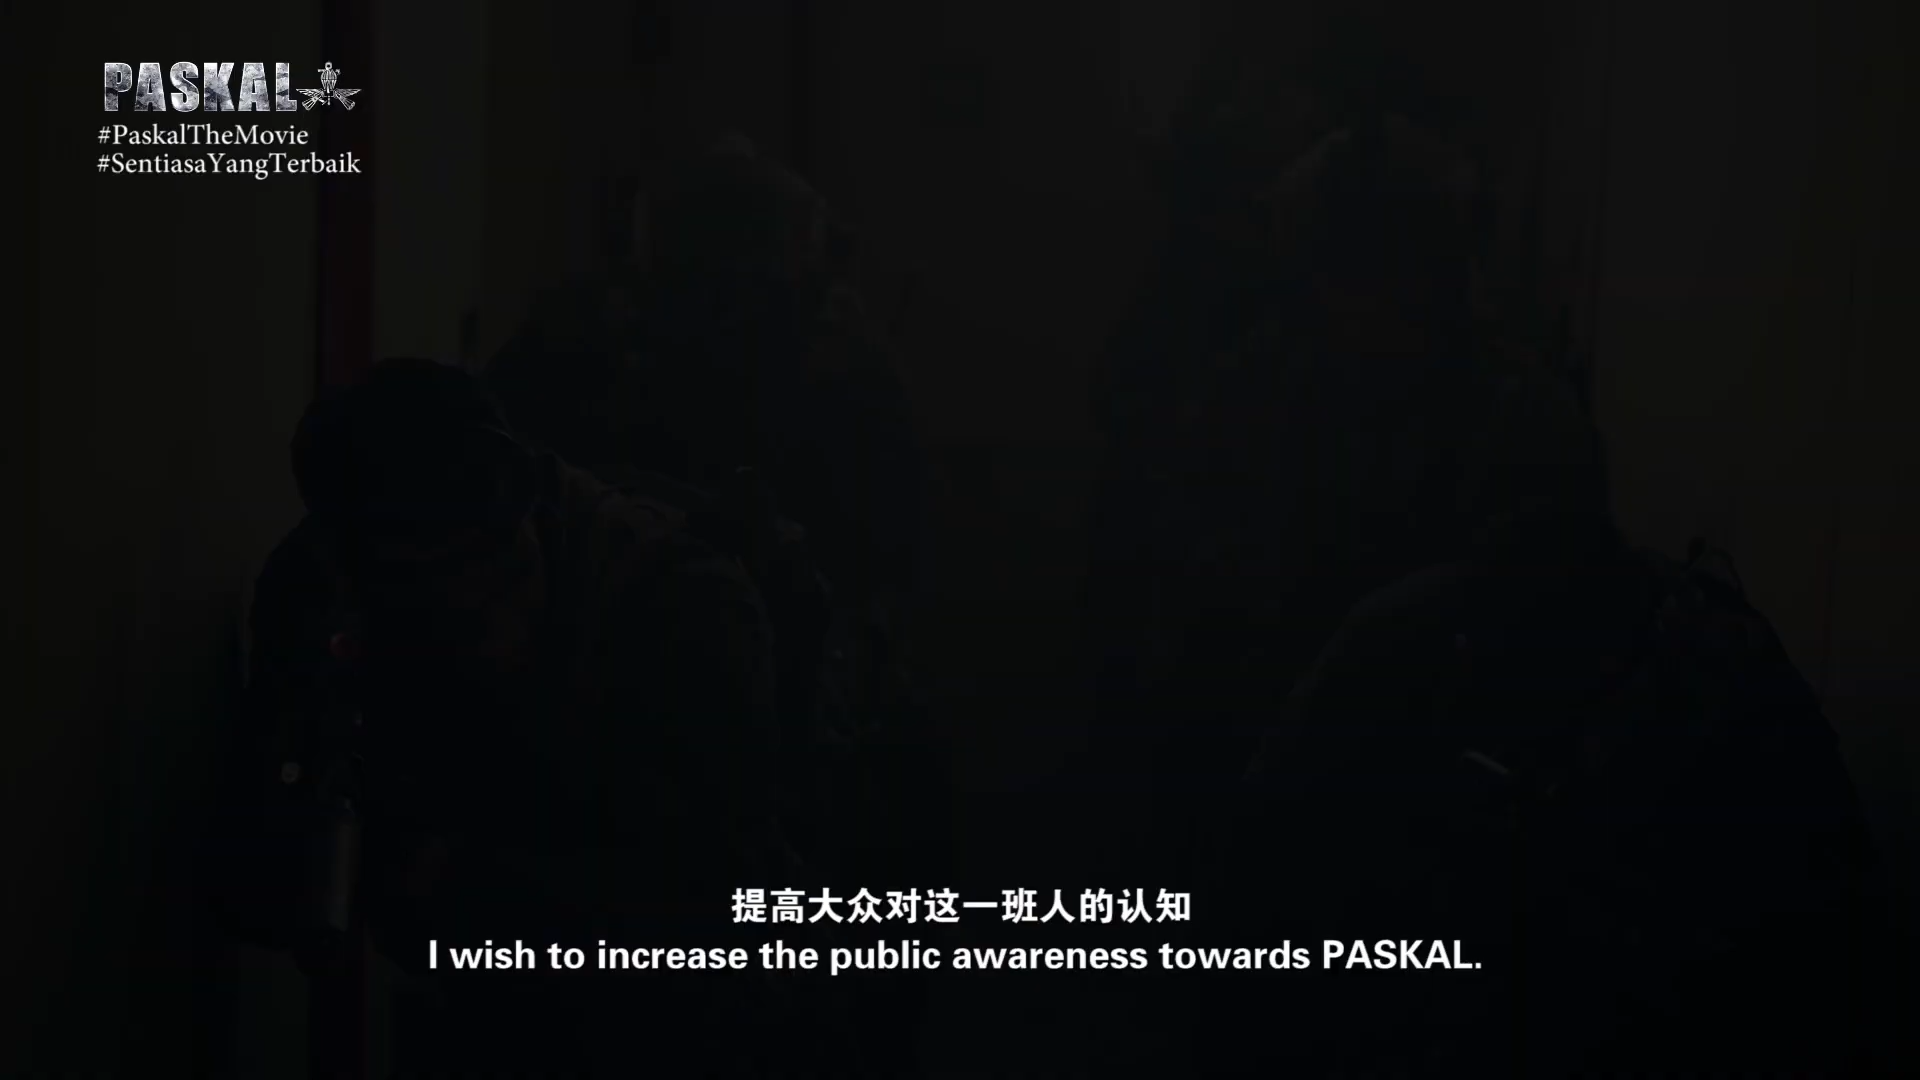 PASKAL
#PaskalTheMovie
#SentiasaYangTerbaik
提高大众对这一班人的认知
I wish to increase the public awareness towards PASKAL.